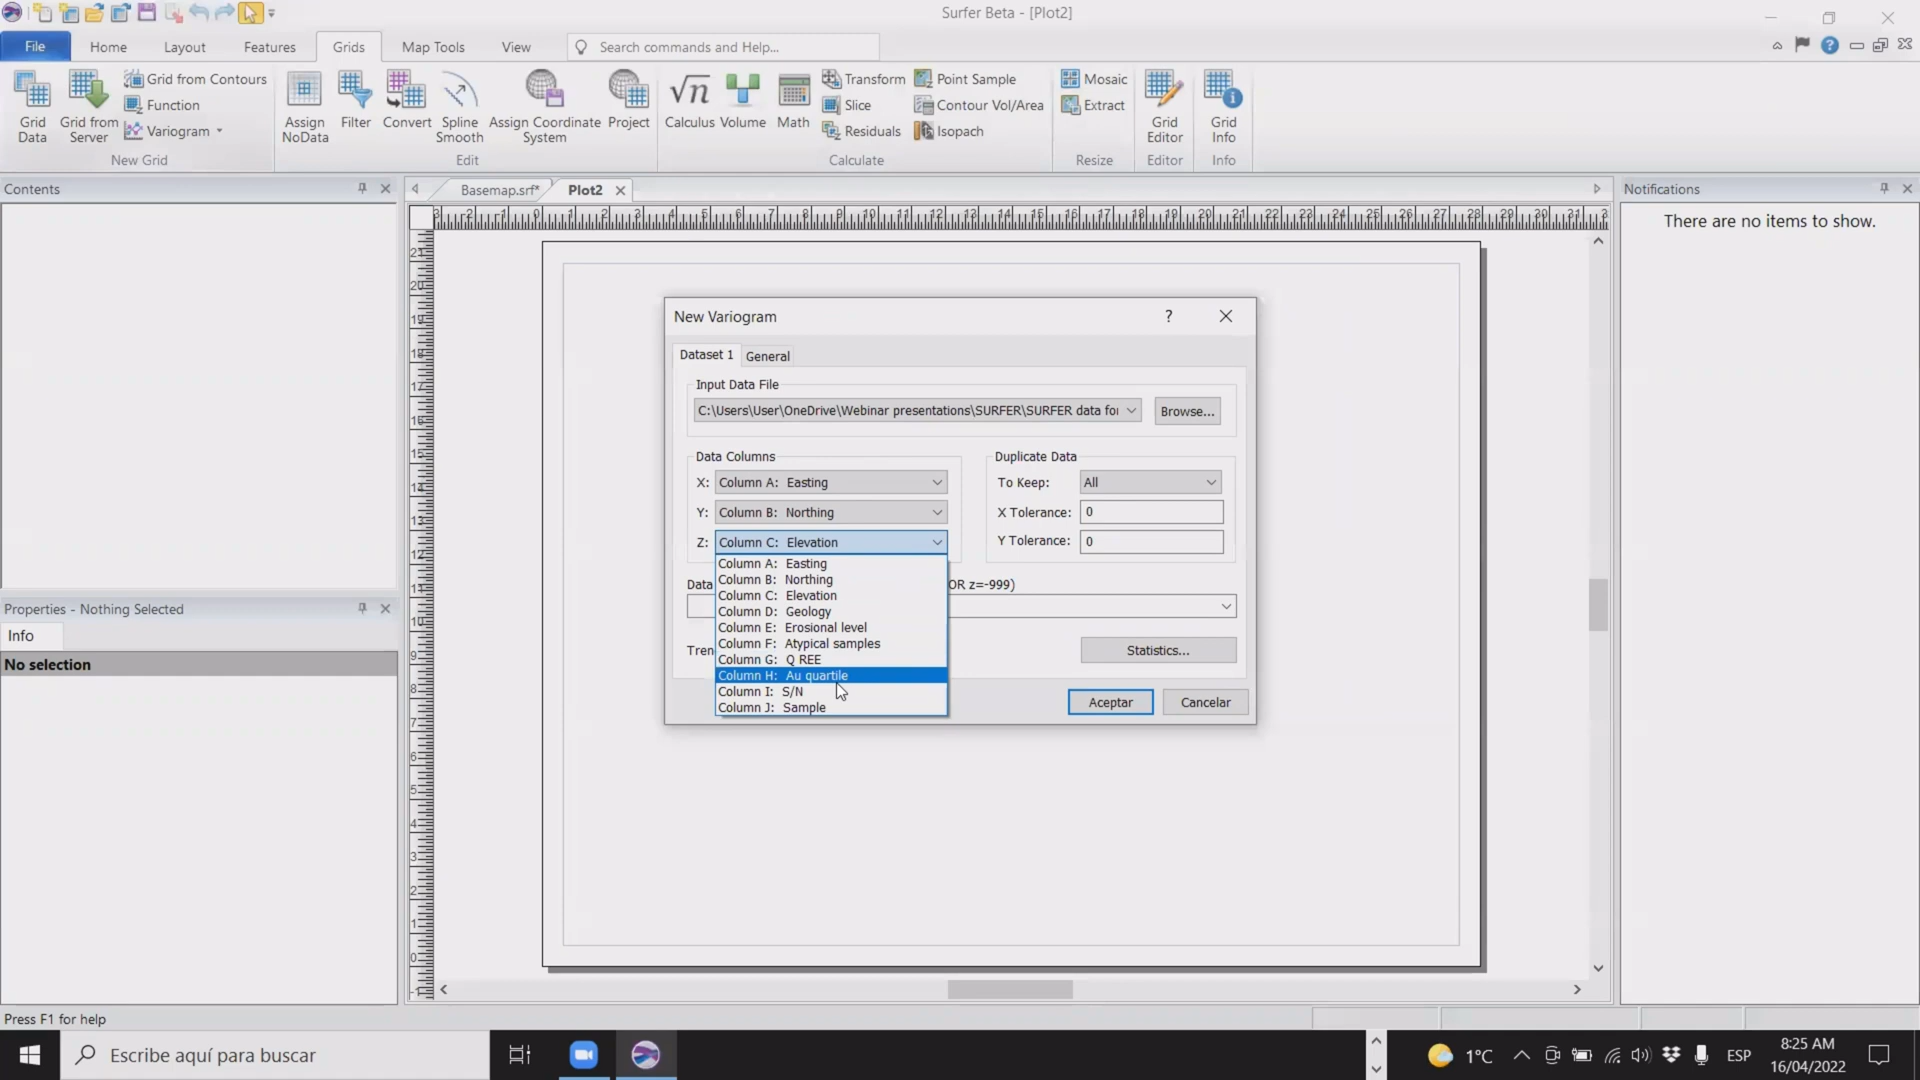 Surfer Beta - [Plot2]
File Home Layout Features Grids Map Tools View Search commands and Help...
Grid Data
Grid from Server
Grid from Contours
Function
Variogram
New Grid
Assign NoData
Filter
Convert
Spline Smooth
Assign Coordinate System
Project
Edit
Calculus
Volume
Math
Transform
Slice
Residuals
Point Sample
Contour Vol/Area
Isopach
Calculate
Mosaic
Extract
Resize
Grid Editor
Editor
Grid Info
Info
Contents
Basemap.srf*
Plot2
Notifications
There are no items to show.
Properties - Nothing Selected
Info
No selection
New Variogram
Dataset 1
General
Input Data File
C:\Users\User\OneDrive\Webinar presentations\SURFER\SURFER data for
Browse...
Data Columns
X: Column A: Easting
Y: Column B: Northing
Z: Column C: Elevation
Column A: Easting
Column B: Northing
Column C: Elevation
Column D: Geology
Column E: Erosional level
Column F: Atypical samples
Column G: Q REE
Column H: Au quartile
Column I: S/N
Column J: Sample
Duplicate Data
To Keep: All
X Tolerance: 0
Y Tolerance: 0
Data
OR z=-999)
Tren
Statistics...
Aceptar
Cancelar
Press F1 for help
Escribe aquí para buscar
1°C
ESP
8:25 AM
16/04/2022